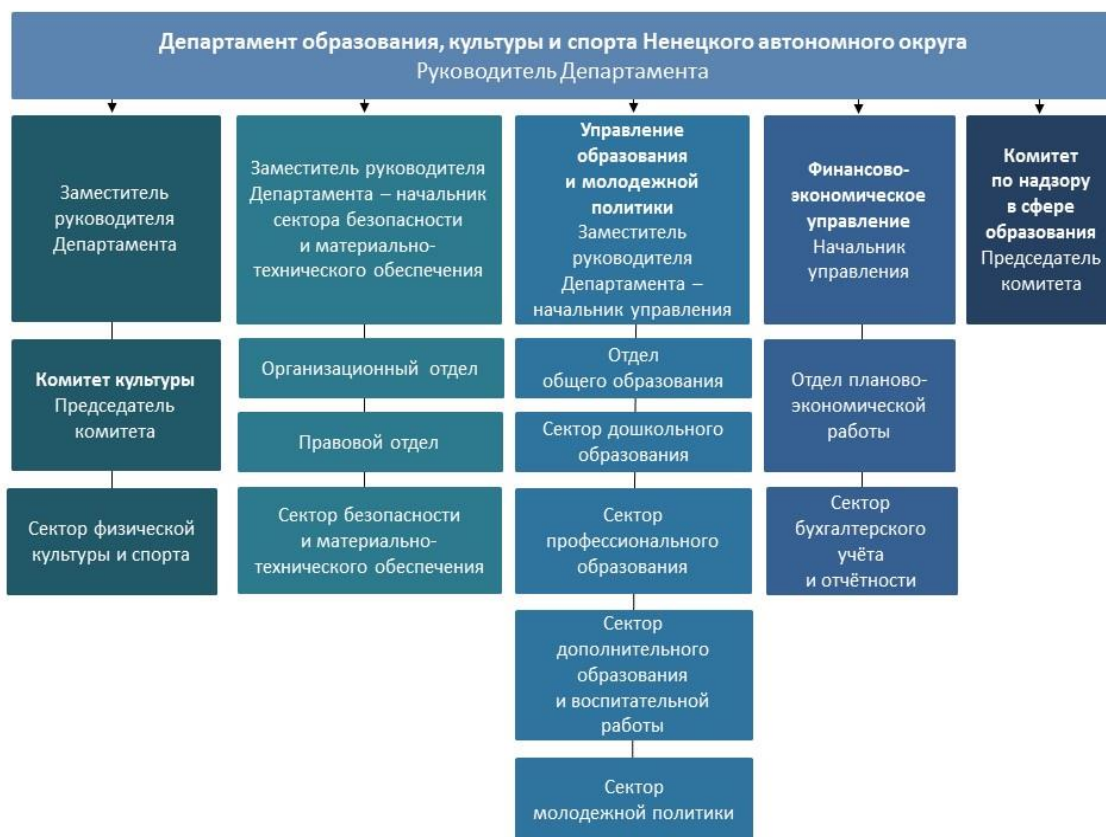 Департамент образования, культуры и спорта Ненецкого автономного округа
Руководитель Департамента
Заместитель
руководителя
Департамента
Заместитель руководителя
Департамента – начальник
сектора безопасности
и материально-
технического обеспечения
Управление
образования
и молодежной
политики
Заместитель
руководителя
Департамента –
начальник управления
Финансово-
экономическое
управление
Начальник
управления
Комитет
по надзору
в сфере
образования
Председатель
комитета
Комитет культуры
Председатель
комитета
Сектор физической
культуры и спорта
Организационный отдел
Правовой отдел
Сектор безопасности
и материально-
технического обеспечения
Отдел
общего образования
Сектор дошкольного
образования
Сектор
профессионального
образования
Сектор
дополнительного
образования
и воспитательной
работы
Сектор
молодежной политики
Отдел планово-
экономической
работы
Сектор
бухгалтерского
учёта
и отчётности